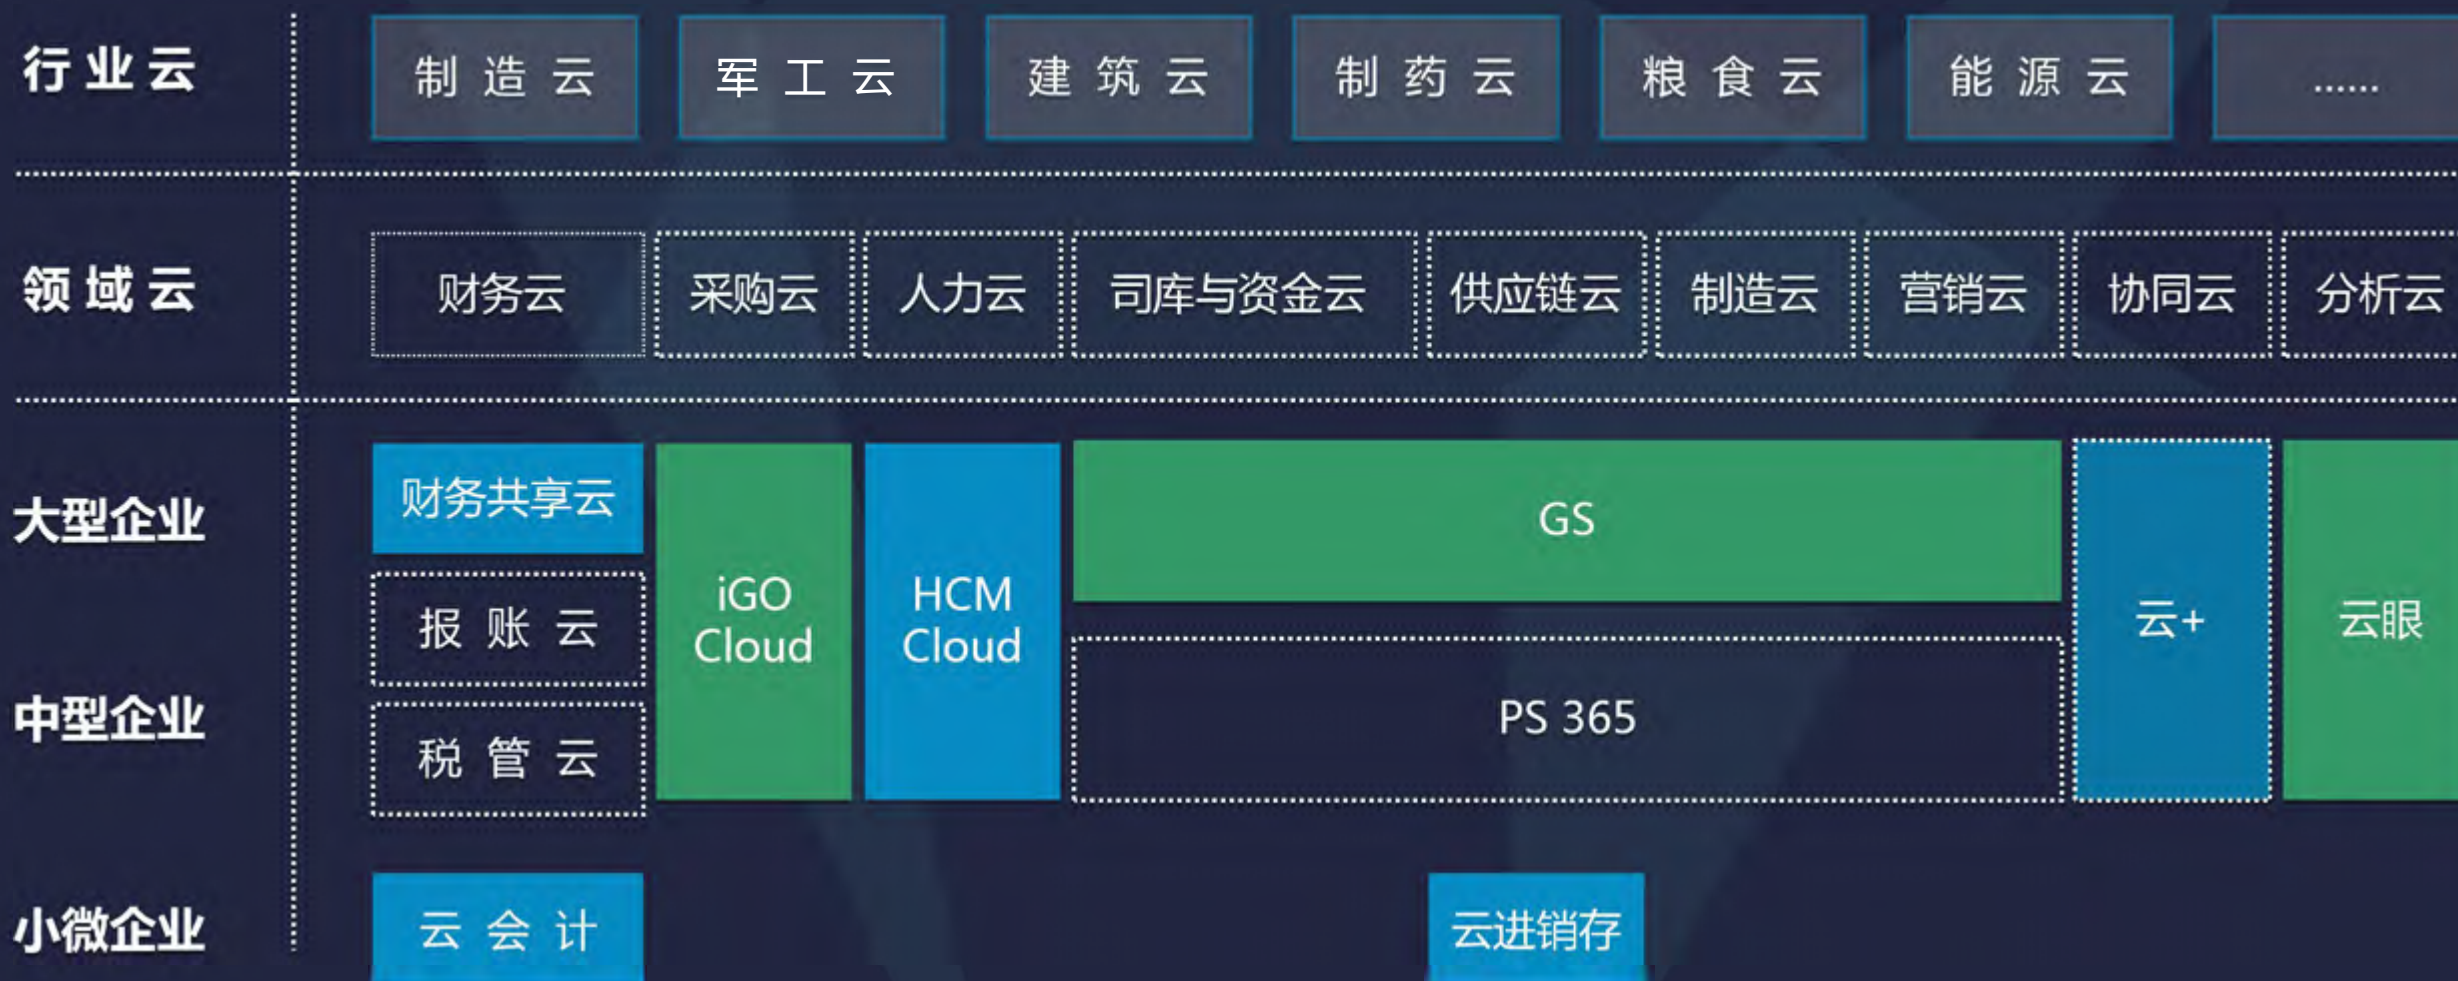 行业云
制造云
军工云
建筑云
制药云
粮食云
能源云
......
领域云
财务云
采购云
人力云
司库与资金云
供应链云
制造云
营销云
协同云
分析云
大型企业
财务共享云
iGO
Cloud
HCM
Cloud
GS
云+
云眼
报账云
中型企业
税管云
PS 365
小微企业
云会计
云进销存